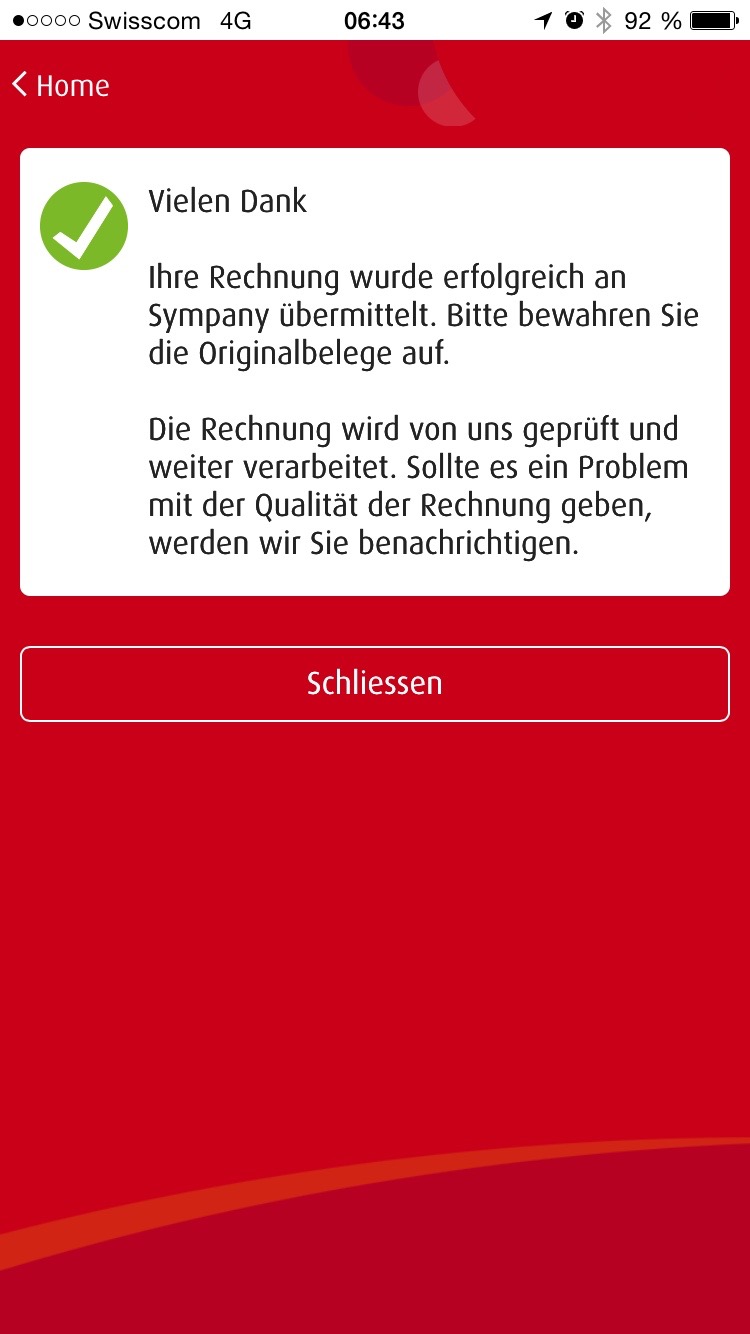 Swisscom 4G 06:43 92 %
Home
Vielen Dank
Ihre Rechnung wurde erfolgreich an
Sympany übermittelt. Bitte bewahren Sie
die Originalbelege auf.
Die Rechnung wird von uns geprüft und
weiter verarbeitet. Sollte es ein Problem
mit der Qualität der Rechnung geben,
werden wir Sie benachrichtigen.
Schliessen